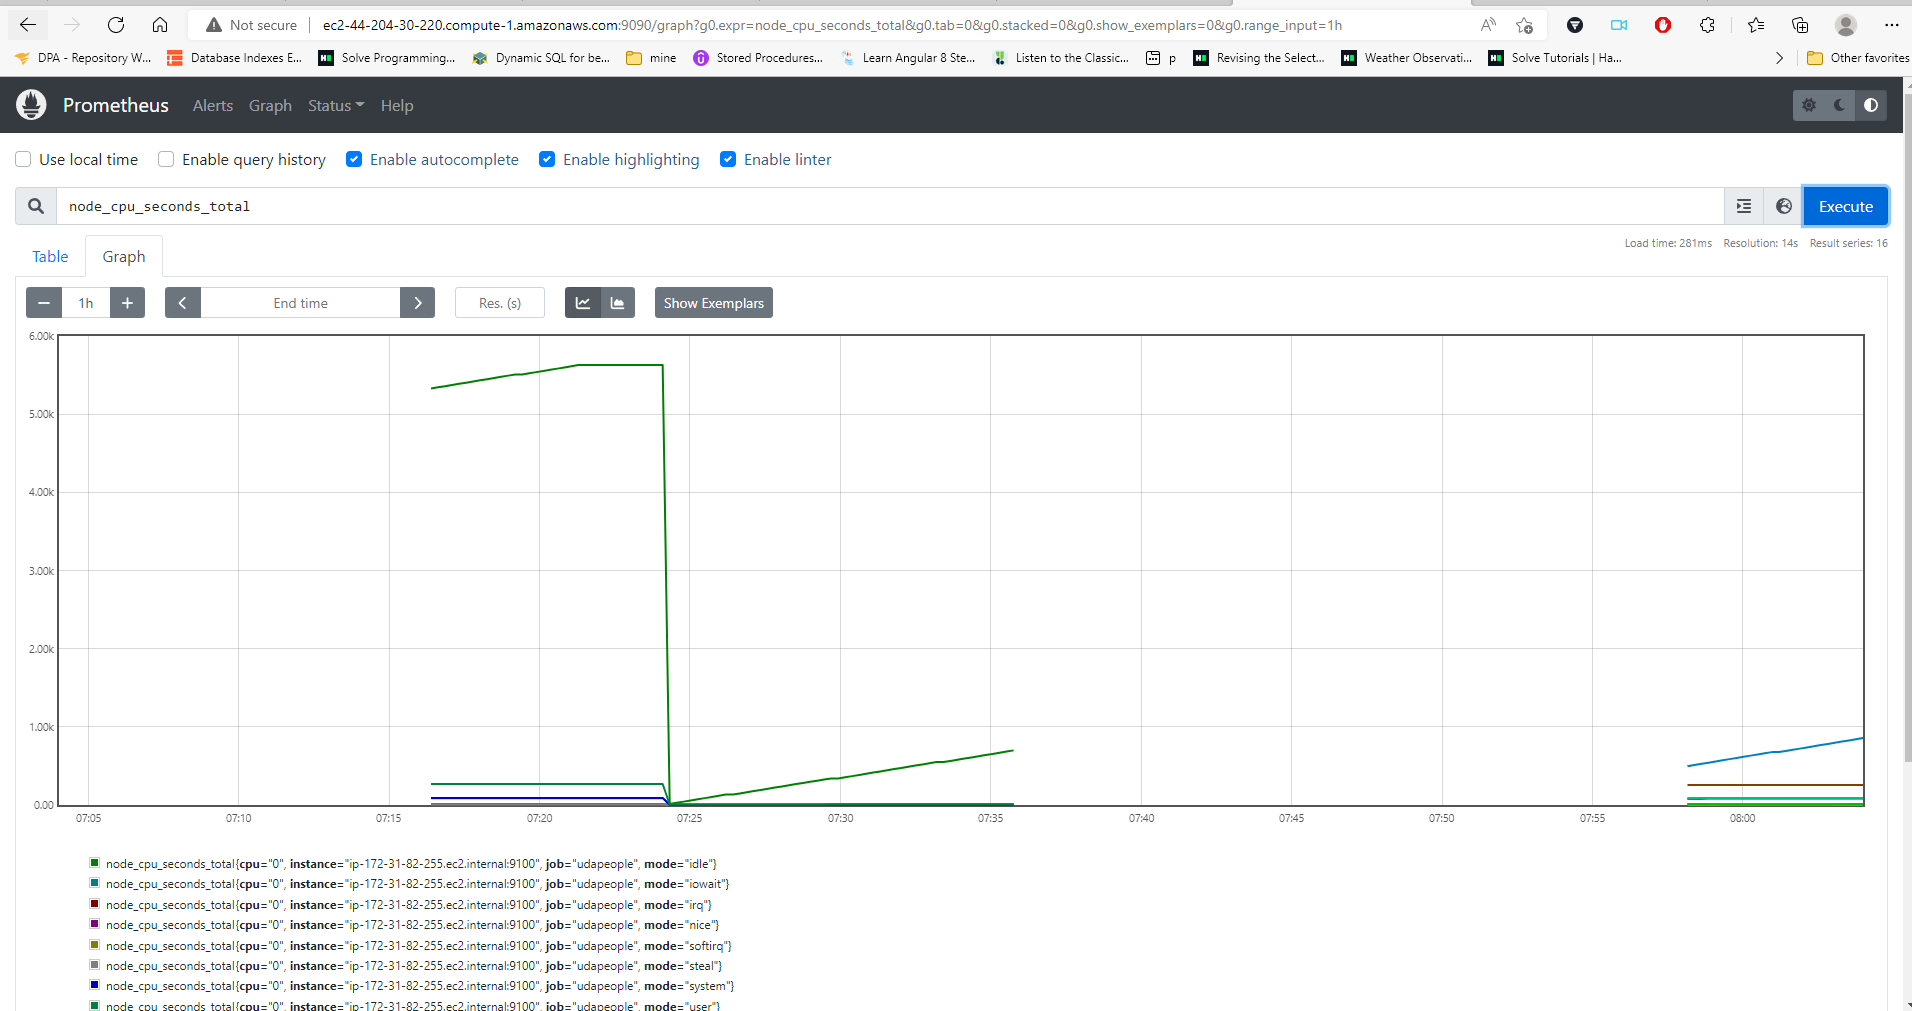 Not secure
ec2-44-204-30-220.compute-1.amazonaws.com:9090/graph?g0.expr=node_cpu_seconds_total&g0.tab=0&g0.stacked=0&g0.show_exemplars=0&g0.range_input=1h
DPA - Repository W...
Database Indexes E...
Solve Programming...
Dynamic SQL for be...
mine
Stored Procedures...
Learn Angular 8 Ste...
Listen to the Classic...
p
Revising the Select...
Weather Observati...
Solve Tutorials | Ha...
Other favorites
Prometheus
Alerts
Graph
Status
Help
Use local time
Enable query history
Enable autocomplete
Enable highlighting
Enable linter
node_cpu_seconds_total
Execute
Table
Graph
Load time: 281ms
Resolution: 14s
Result series: 16
1h
End time
Res. (s)
Show Exemplars
6.00k
5.00k
4.00k
3.00k
2.00k
1.00k
0.00
07:05
07:10
07:15
07:20
07:25
07:30
07:35
07:40
07:45
07:50
07:55
08:00
node_cpu_seconds_total{cpu="0", instance="ip-172-31-82-255.ec2.internal:9100", job="udapeople", mode="idle"}
node_cpu_seconds_total{cpu="0", instance="ip-172-31-82-255.ec2.internal:9100", job="udapeople", mode="iowait"}
node_cpu_seconds_total{cpu="0", instance="ip-172-31-82-255.ec2.internal:9100", job="udapeople", mode="irq"}
node_cpu_seconds_total{cpu="0", instance="ip-172-31-82-255.ec2.internal:9100", job="udapeople", mode="nice"}
node_cpu_seconds_total{cpu="0", instance="ip-172-31-82-255.ec2.internal:9100", job="udapeople", mode="softirq"}
node_cpu_seconds_total{cpu="0", instance="ip-172-31-82-255.ec2.internal:9100", job="udapeople", mode="steal"}
node_cpu_seconds_total{cpu="0", instance="ip-172-31-82-255.ec2.internal:9100", job="udapeople", mode="system"}
node_cpu_seconds_total{cpu="0", instance="ip-172-31-82-255.ec2.internal:9100", job="udapeople", mode="user"}